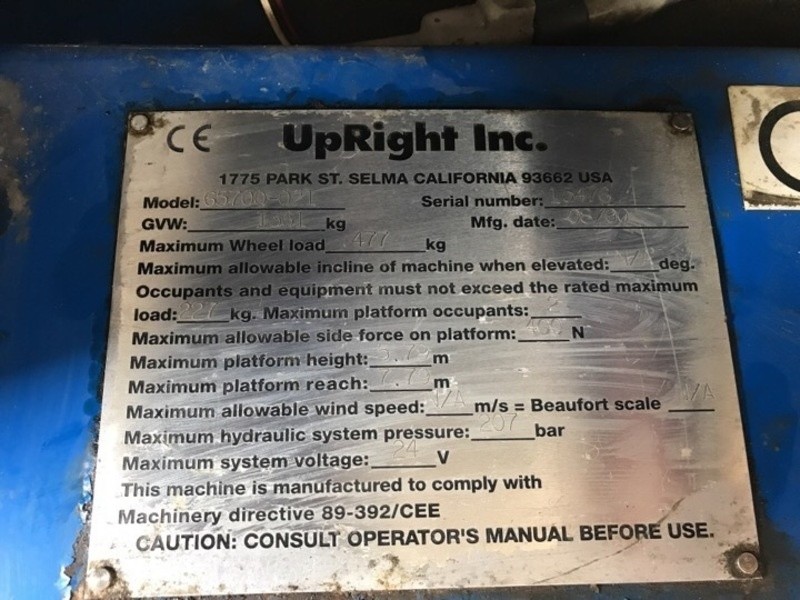 CE UpRight Inc.
1775 PARK ST. SELMA CALIFORNIA 93662 USA
Model: Serial number:
GVW: kg Mfg. date:
Maximum Wheel load 477 kg
Maximum allowable incline of machine when elevated: deg.
Occupants and equipment must not exceed the rated maximum
load: 227 kg. Maximum platform occupants: 2
Maximum allowable side force on platform: N
Maximum platform height: m
Maximum platform reach: m
Maximum allowable wind speed: N/A m/s = Beaufort scale N/A
Maximum hydraulic system pressure: 207 bar
Maximum system voltage: 24 V
This machine is manufactured to comply with
Machinery directive 89-392/CEE
CAUTION: CONSULT OPERATOR'S MANUAL BEFORE USE.